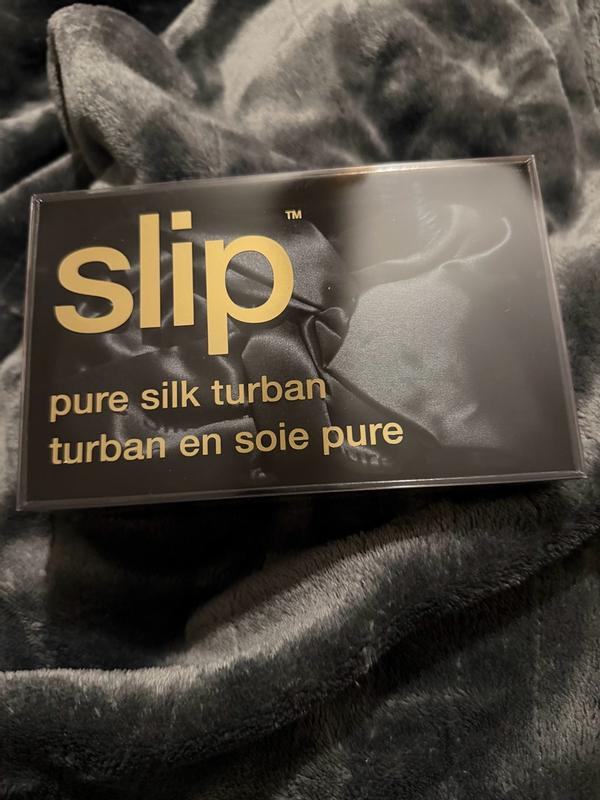 slip™
pure silk turban
turban en soie pure